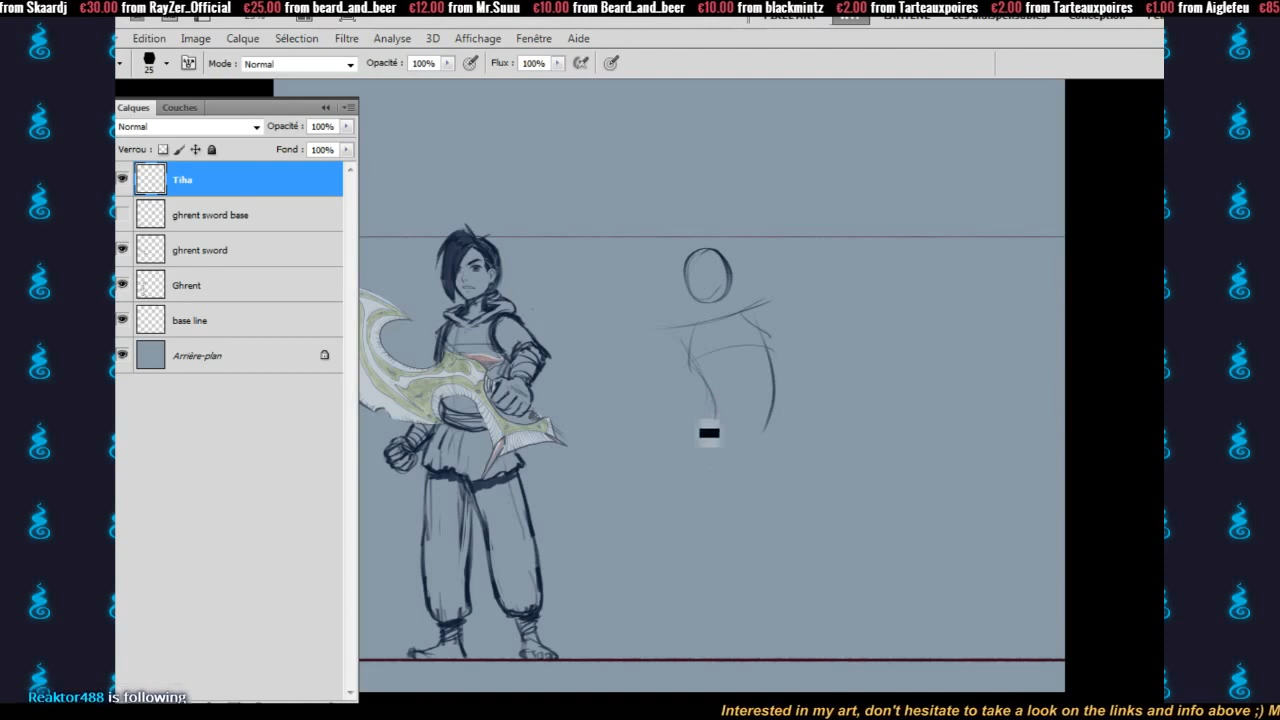 from Skaardj €30.00 from RayZer_Official €25.00 from beard_and_beer €12.00 from Mr.Suuu €10.00 from Beard_and_beer €10.00 from blackmintz €2.00 from Tarteauxpoires €2.00 from Tarteauxpoires €1.00 from Aiglefeu €85
Edition Image Calque Sélection Filtre Analyse 3D Affichage Fenêtre Aide
25 Mode : Normal Opacité : 100% Flux : 100%
Calques Couches
Normal Opacité : 100%
Verrou : Fond : 100%
Tiha
ghrent sword base
ghrent sword
Ghrent
base line
Arrière-plan
Reaktor488 is following
Interested in my art, don't hesitate to take a look on the links and info above ;)